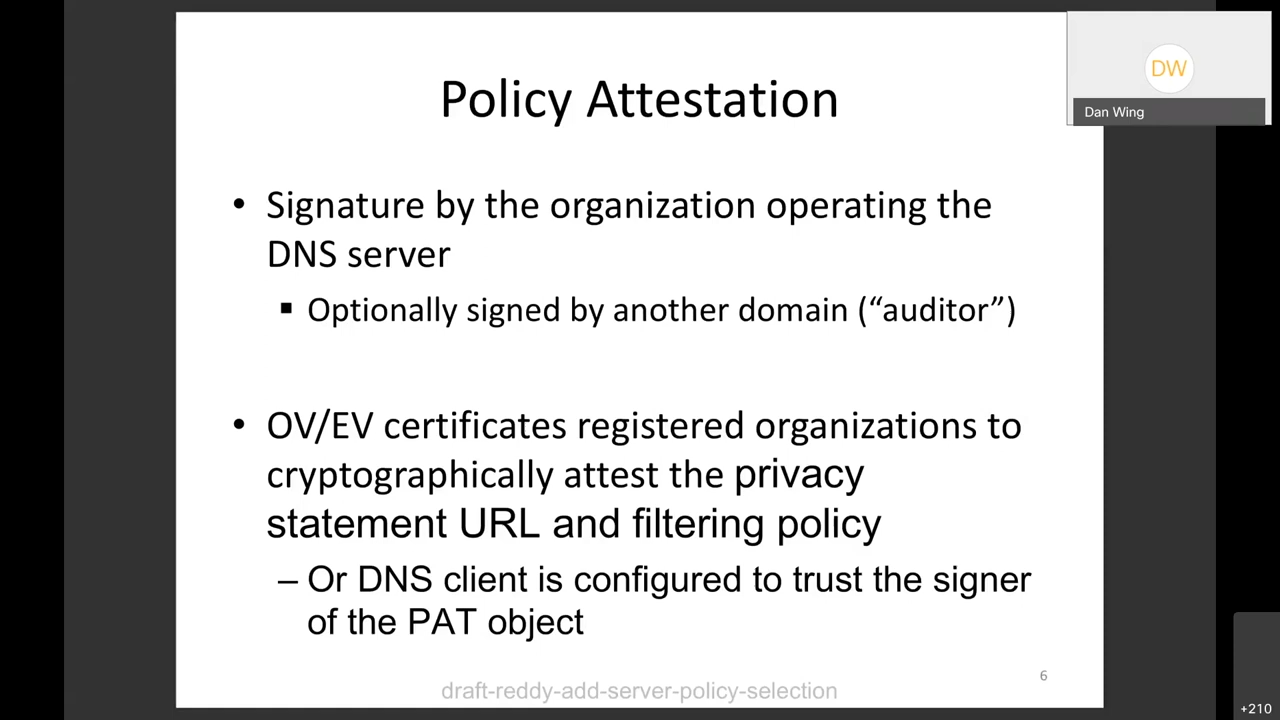 Policy Attestation
DW
Dan Wing
• Signature by the organization operating the
DNS server
▪ Optionally signed by another domain (“auditor”)
• OV/EV certificates registered organizations to
cryptographically attest the privacy
statement URL and filtering policy
– Or DNS client is configured to trust the signer
of the PAT object
6
draft-reddy-add-server-policy-selection
+210